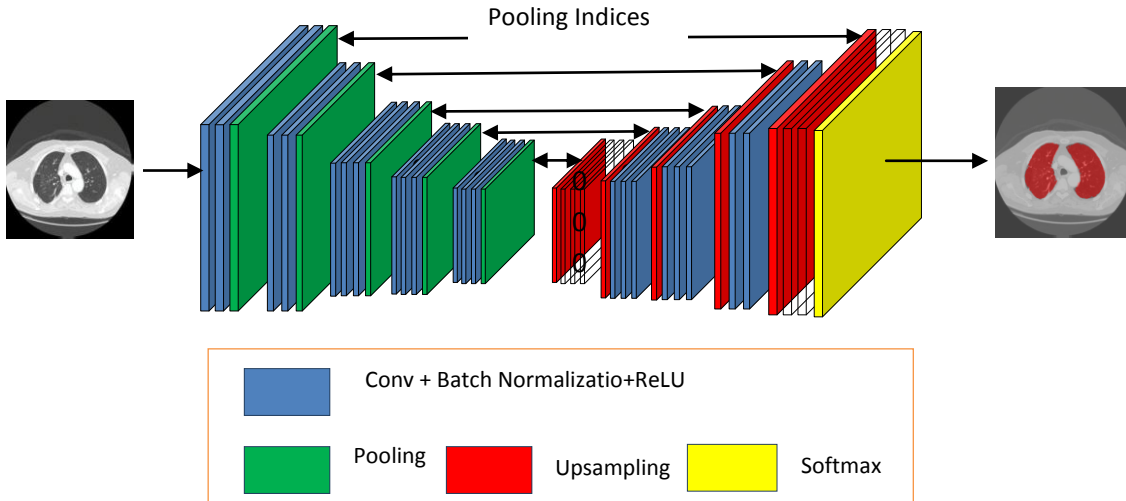 Pooling Indices
Conv + Batch Normalizatio+ReLU
Pooling
Upsampling
Softmax